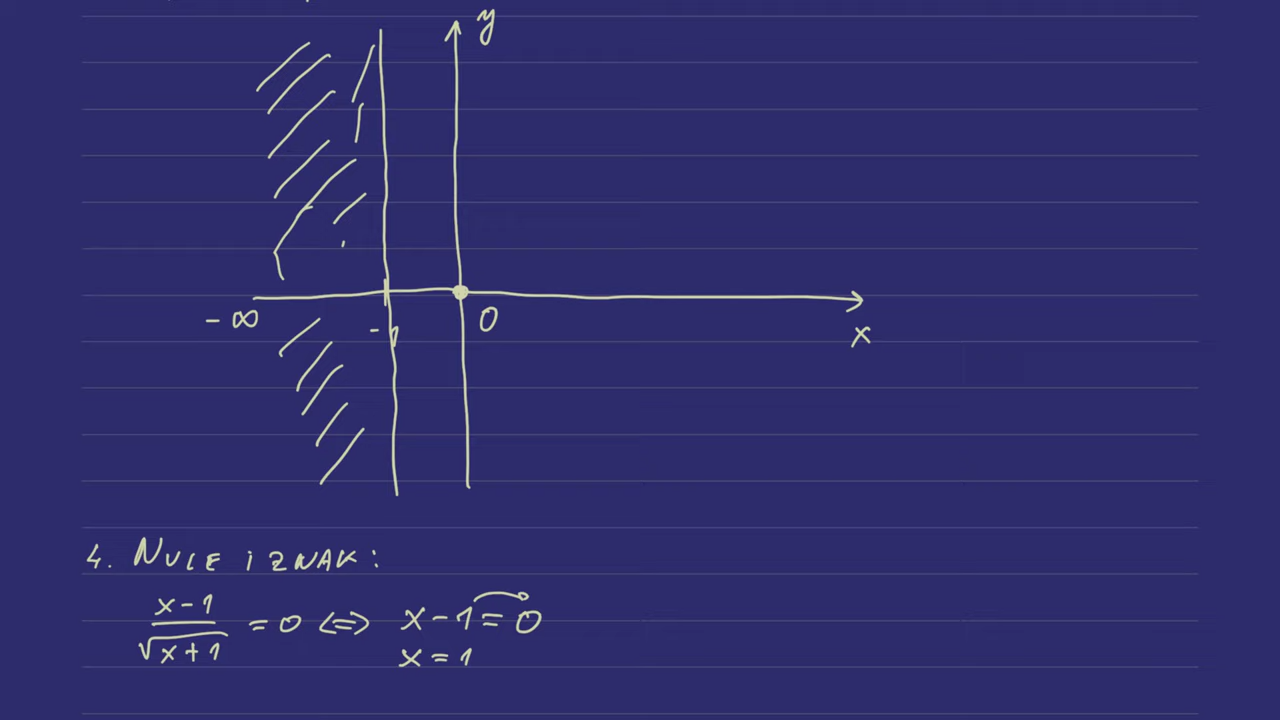 y
- ∞
- 1
0
x
4. NULE I ZNAK:
x-1/√x+1 = 0 <=> x-1=0
x=1